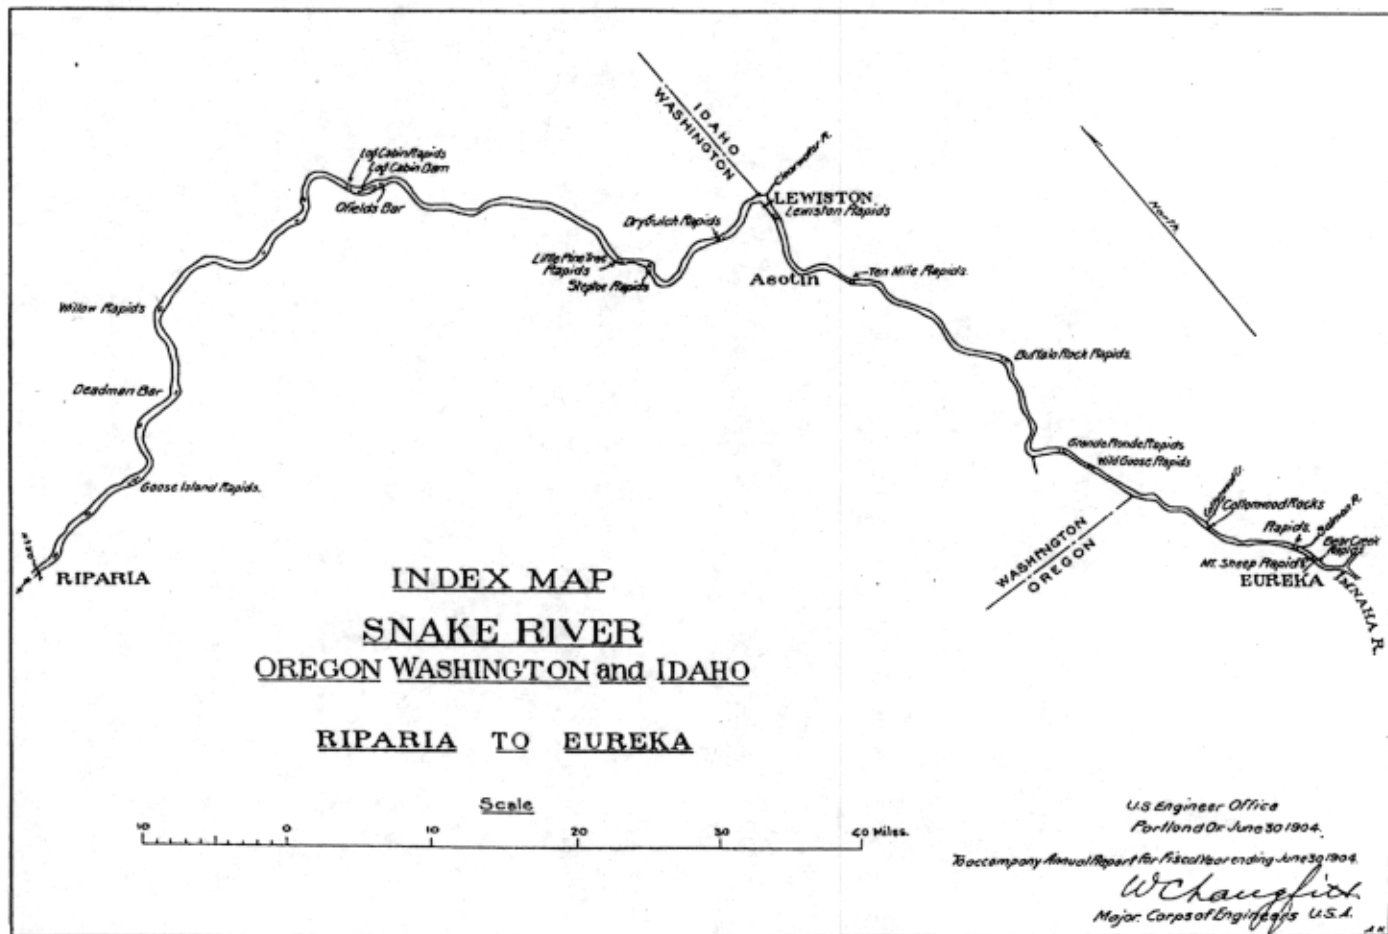 IDAHO
WASHINGTON
Clearwater R.
LEWISTON
Lewiston Rapids
Log Cabin Rapids
Log Cabin Dam
Ofields Bar
Dry Gulch Rapids
North
Little Pine Tree
Rapids
Steptoe Rapids
Asotin
Ten Mile Rapids.
Willow Rapids
Buffalo Rock Rapids.
Deadman Bar
Grande Ronde Rapids
Wild Goose Rapids
Goose Island Rapids.
Cottonwood Rocks
Rapids.
Salmon R.
Bear Creek
Rapids
Mt. Sheep Rapids
EUREKA
IMNAHA R.
WASHINGTON
OREGON
RIPARIA
INDEX MAP
SNAKE RIVER
OREGON WASHINGTON and IDAHO
RIPARIA TO EUREKA
Scale
10 0 10 20 30 40 Miles.
U.S Engineer Office
Portland Or June 30 1904.
To accompany Annual Report for Fiscal Year ending June 30 1904.
Major. Corps of Engineers U.S.A.